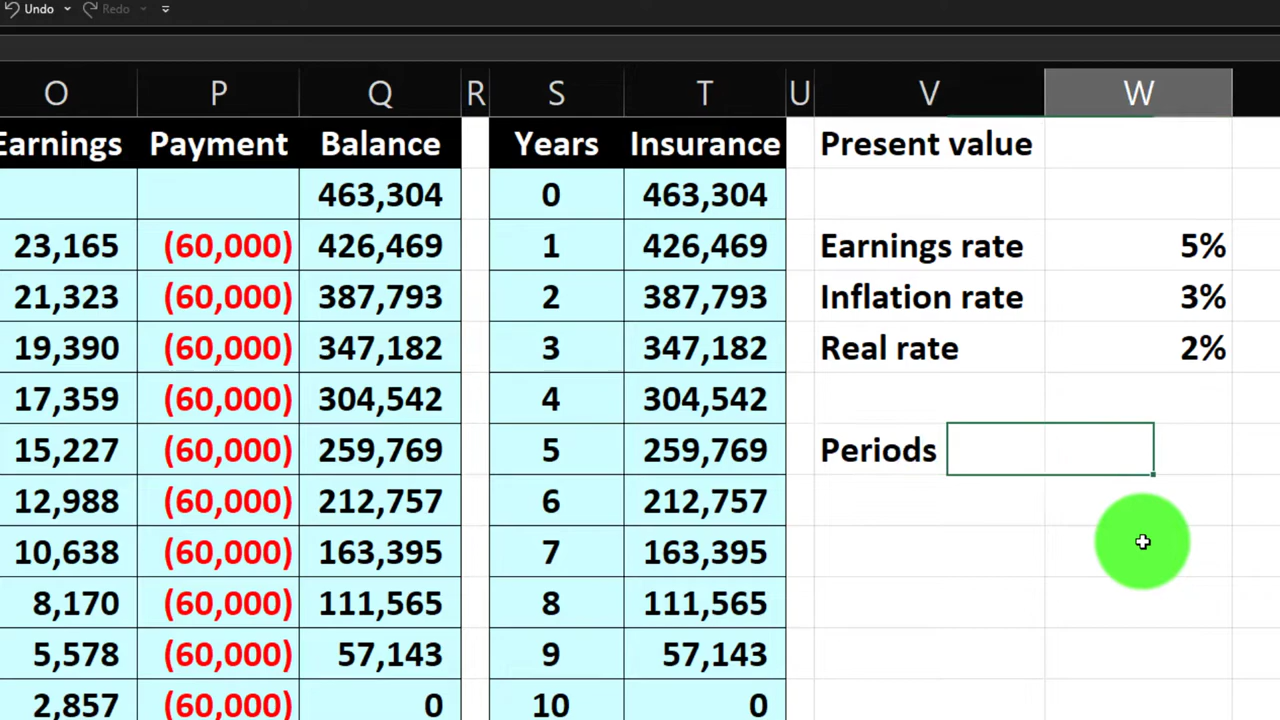 Undo Redo
O P Q R S T U V W
Earnings Payment Balance Years Insurance Present value
463,304 0 463,304
23,165 (60,000) 426,469 1 426,469 Earnings rate 5%
21,323 (60,000) 387,793 2 387,793 Inflation rate 3%
19,390 (60,000) 347,182 3 347,182 Real rate 2%
17,359 (60,000) 304,542 4 304,542
15,227 (60,000) 259,769 5 259,769 Periods
12,988 (60,000) 212,757 6 212,757
10,638 (60,000) 163,395 7 163,395
8,170 (60,000) 111,565 8 111,565
5,578 (60,000) 57,143 9 57,143
2,857 (60,000) 0 10 0